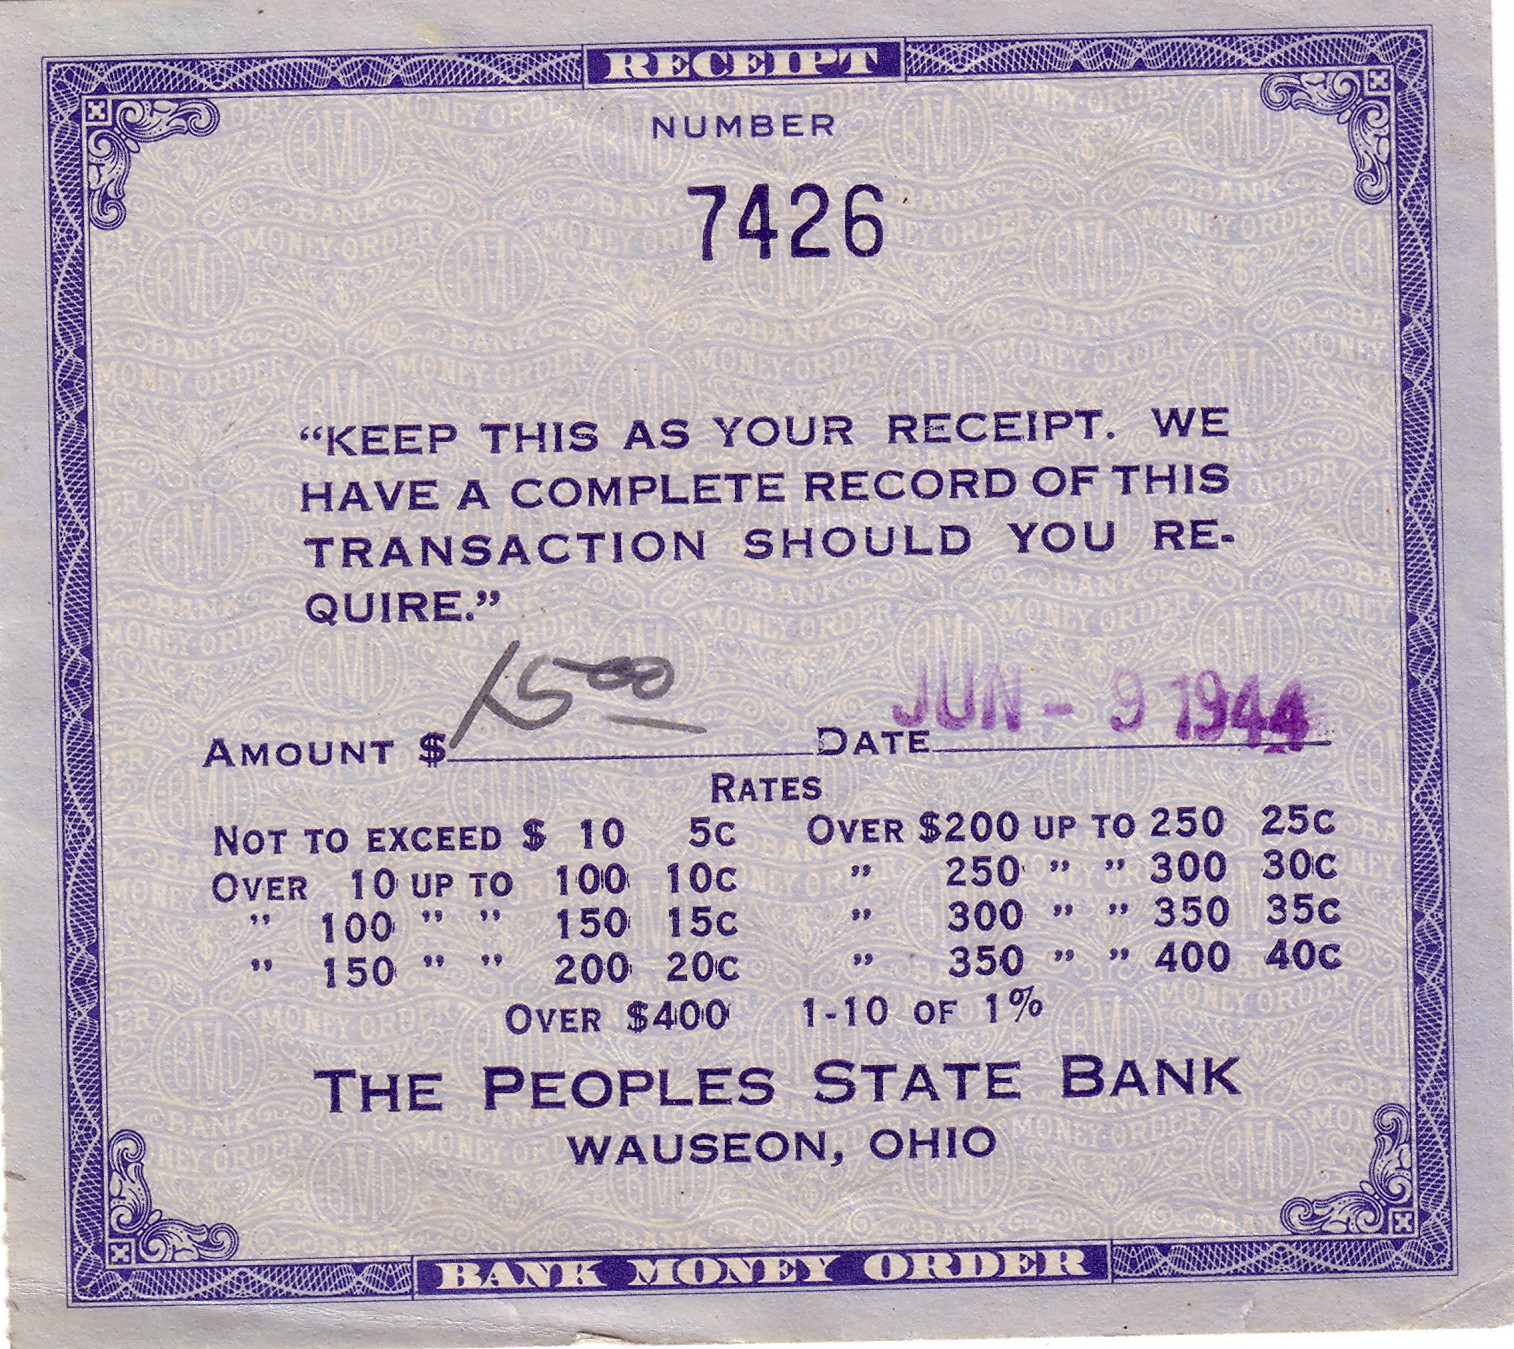 RECEIPT
NUMBER
7426
“KEEP THIS AS YOUR RECEIPT. WE
HAVE A COMPLETE RECORD OF THIS
TRANSACTION SHOULD YOU RE-
QUIRE.”
AMOUNT $ 15 00 DATE JUN - 9 1944
RATES
NOT TO EXCEED $ 10 5C OVER $200 UP TO 250 25C
OVER 10 UP TO 100 10C ” 250 ” ” 300 30C
” 100 ” ” 150 15C ” 300 ” ” 350 35C
” 150 ” ” 200 20C ” 350 ” ” 400 40C
OVER $400 1-10 OF 1%
THE PEOPLES STATE BANK
WAUSEON, OHIO
BANK MONEY ORDER